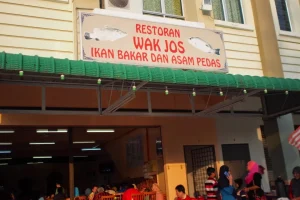 RESTORAN
WAK JOS
IKAN BAKAR DAN ASAM PEDAS